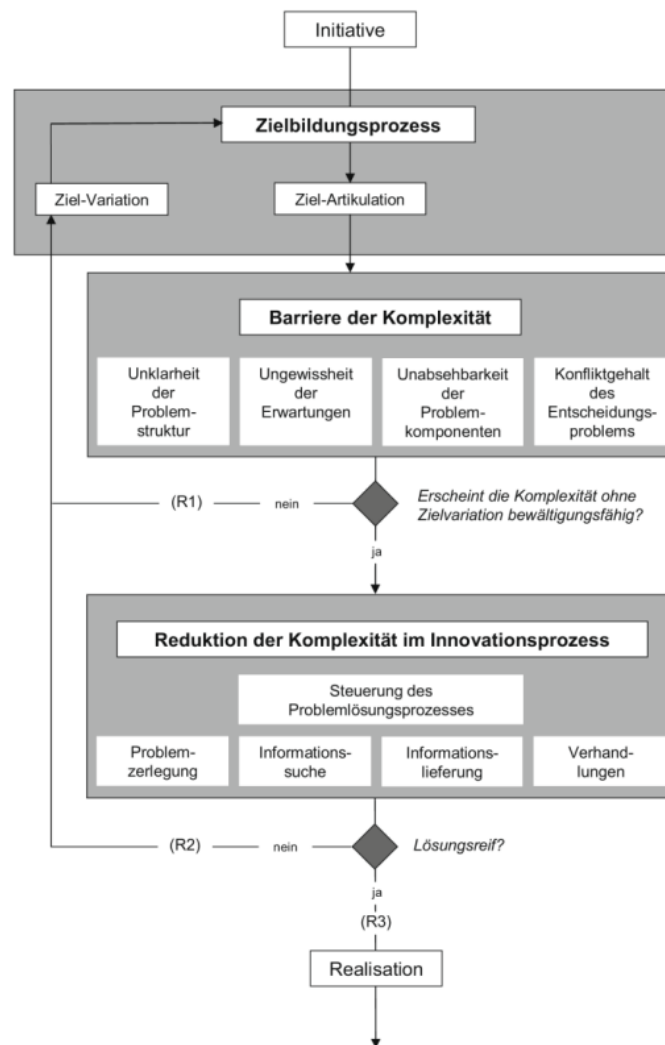 Initiative
Zielbildungsprozess
Ziel-Variation
Ziel-Artikulation
Barriere der Komplexität
Unklarheit
der
Problem-
struktur
Ungewissheit
der
Erwartungen
Unabsehbarkeit
der
Problem-
komponenten
Konfliktgehalt
des
Entscheidungs-
problems
(R1)
nein
Erscheint die Komplexität ohne
Zielvariation bewältigungsfähig?
ja
Reduktion der Komplexität im Innovationsprozess
Steuerung des
Problemlösungsprozesses
Problem-
zerlegung
Informations-
suche
Informations-
lieferung
Verhand-
lungen
(R2)
nein
Lösungsreif?
ja
(R3)
Realisation